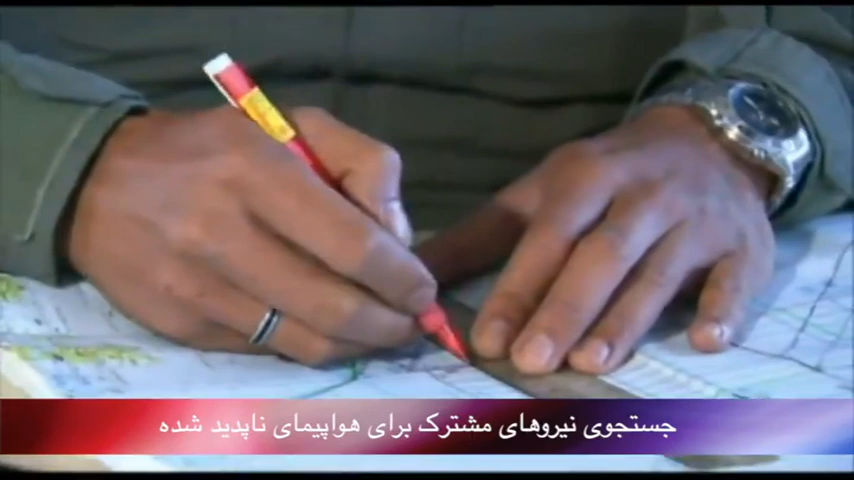 جستجوی نیروهای مشترک برای هواپیمای ناپدید شده